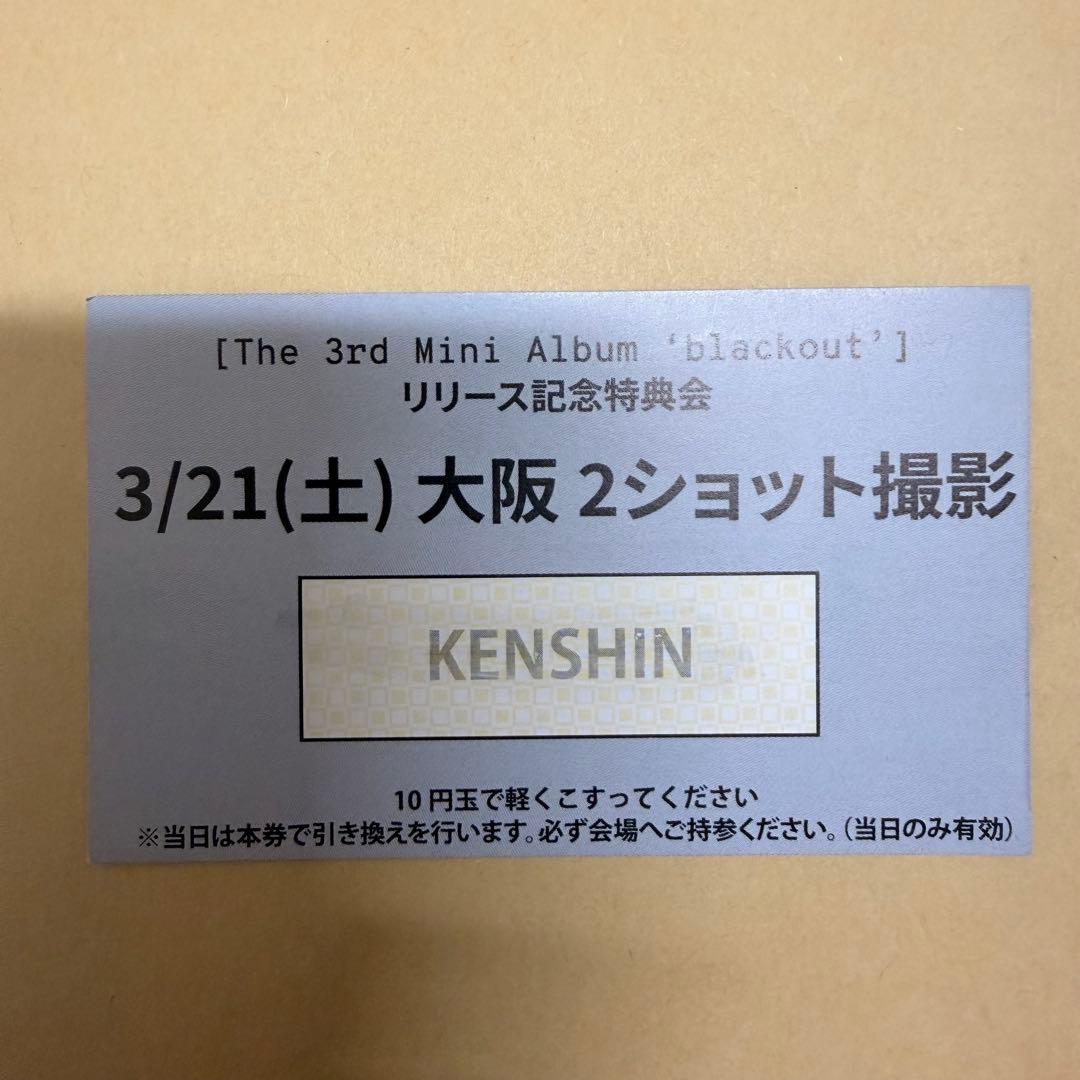 [The 3rd Mini Album ‘blackout’]
リリース記念特典会
3/21(土) 大阪 2ショット撮影
KENSHIN
10円玉で軽くこすってください
※当日は本券で引き換えを行います。必ず会場へご持参ください。（当日のみ有効）